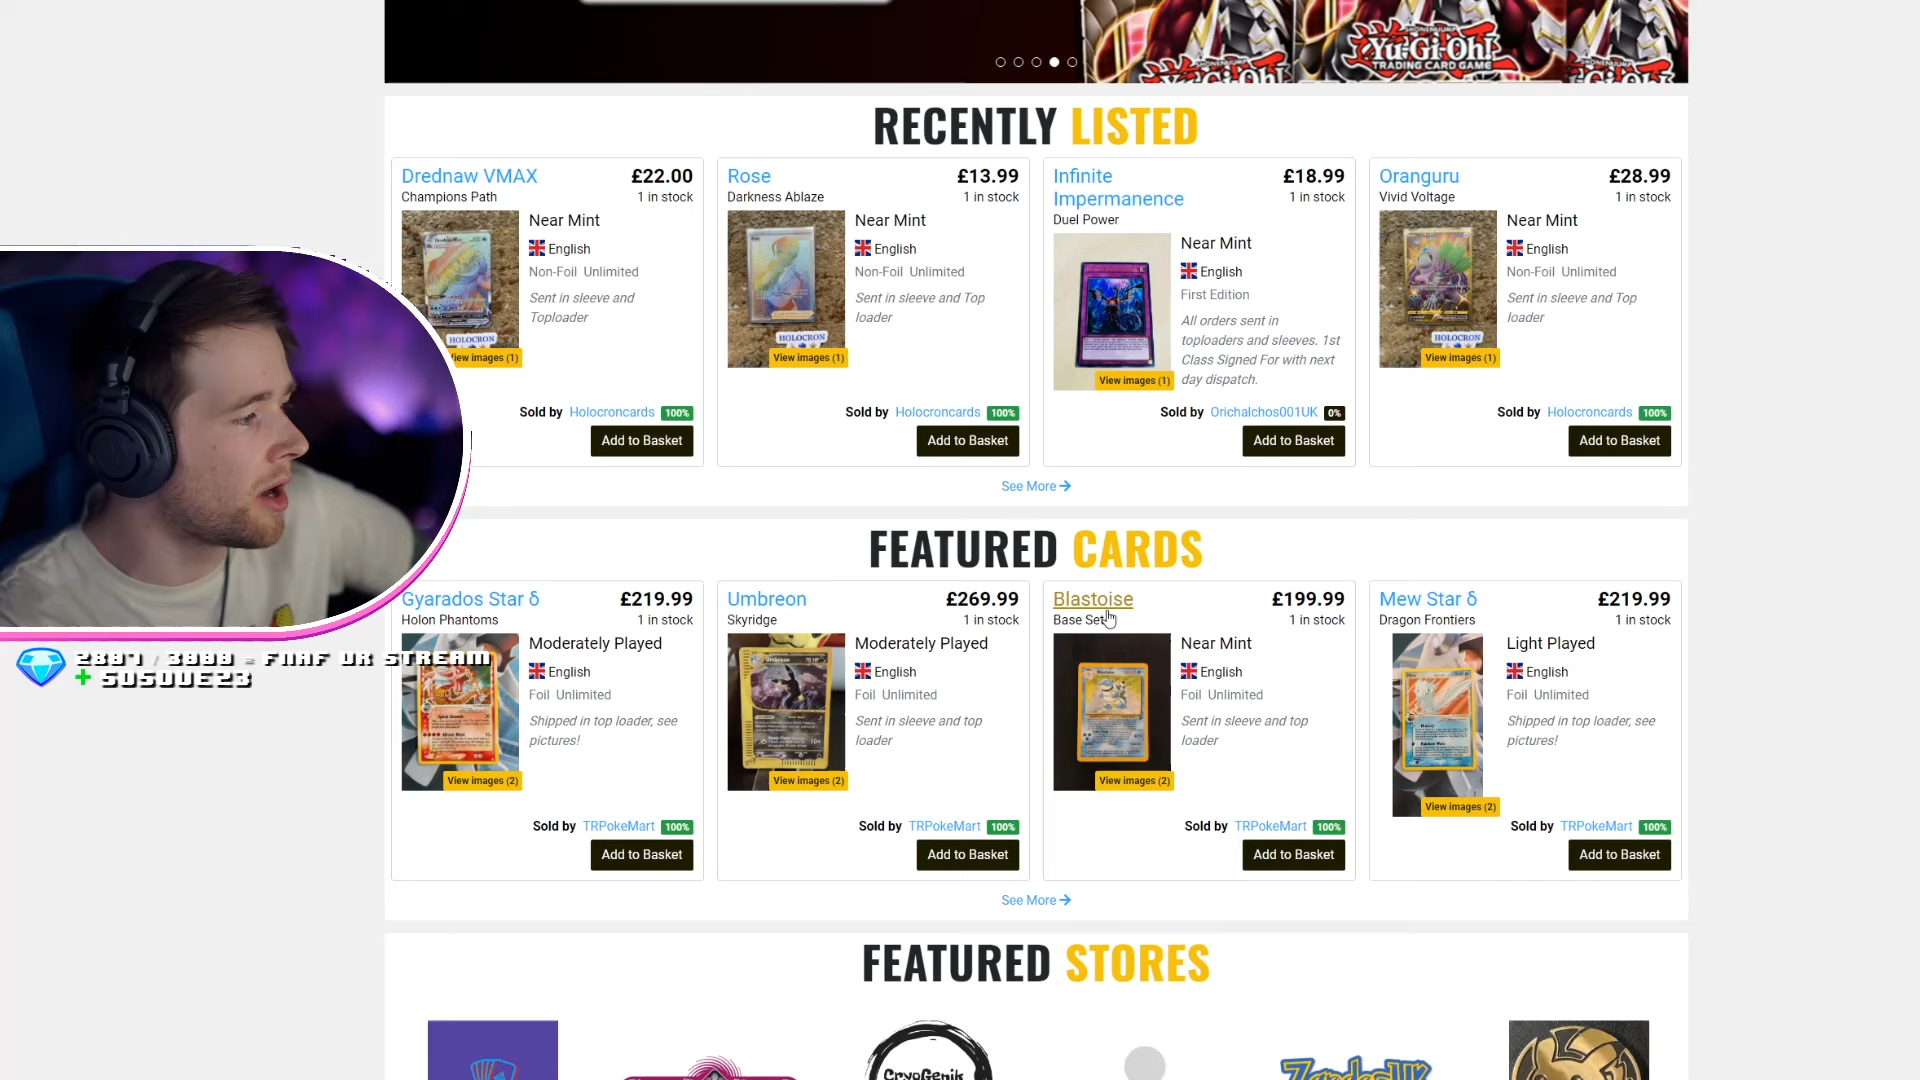 Yu-Gi-Oh!
TRADING CARD GAME
RECENTLY LISTED
Drednaw VMAX £22.00
Champions Path 1 in stock
Near Mint
English
Non-Foil Unlimited
Sent in sleeve and
Toploader
HOLOCRON
View images (1)
Sold by Holocroncards 100%
Add to Basket
Rose £13.99
Darkness Ablaze 1 in stock
Near Mint
English
Non-Foil Unlimited
Sent in sleeve and Top
loader
HOLOCRON
View images (1)
Sold by Holocroncards 100%
Add to Basket
Infinite £18.99
Impermanence 1 in stock
Duel Power
Near Mint
English
First Edition
All orders sent in
toploaders and sleeves. 1st
Class Signed For with next
day dispatch.
View images (1)
Sold by Orichalchos001UK 0%
Add to Basket
Oranguru £28.99
Vivid Voltage 1 in stock
Near Mint
English
Non-Foil Unlimited
Sent in sleeve and Top
loader
HOLOCRON
View images (1)
Sold by Holocroncards 100%
Add to Basket
See More
FEATURED CARDS
Gyarados Star δ £219.99
Holon Phantoms 1 in stock
Moderately Played
English
Foil Unlimited
Shipped in top loader, see
pictures!
View images (2)
Sold by TRPokeMart 100%
Add to Basket
Umbreon £269.99
Skyridge 1 in stock
Moderately Played
English
Foil Unlimited
Sent in sleeve and top
loader
View images (2)
Sold by TRPokeMart 100%
Add to Basket
Blastoise £199.99
Base Set 1 in stock
Near Mint
English
Foil Unlimited
Sent in sleeve and top
loader
View images (2)
Sold by TRPokeMart 100%
Add to Basket
Mew Star δ £219.99
Dragon Frontiers 1 in stock
Light Played
English
Foil Unlimited
Shipped in top loader, see
pictures!
View images (2)
Sold by TRPokeMart 100%
Add to Basket
See More
2807 / 3000 = FNAF VR STREAM
+ SOSOUE23
FEATURED STORES
CryoGenik